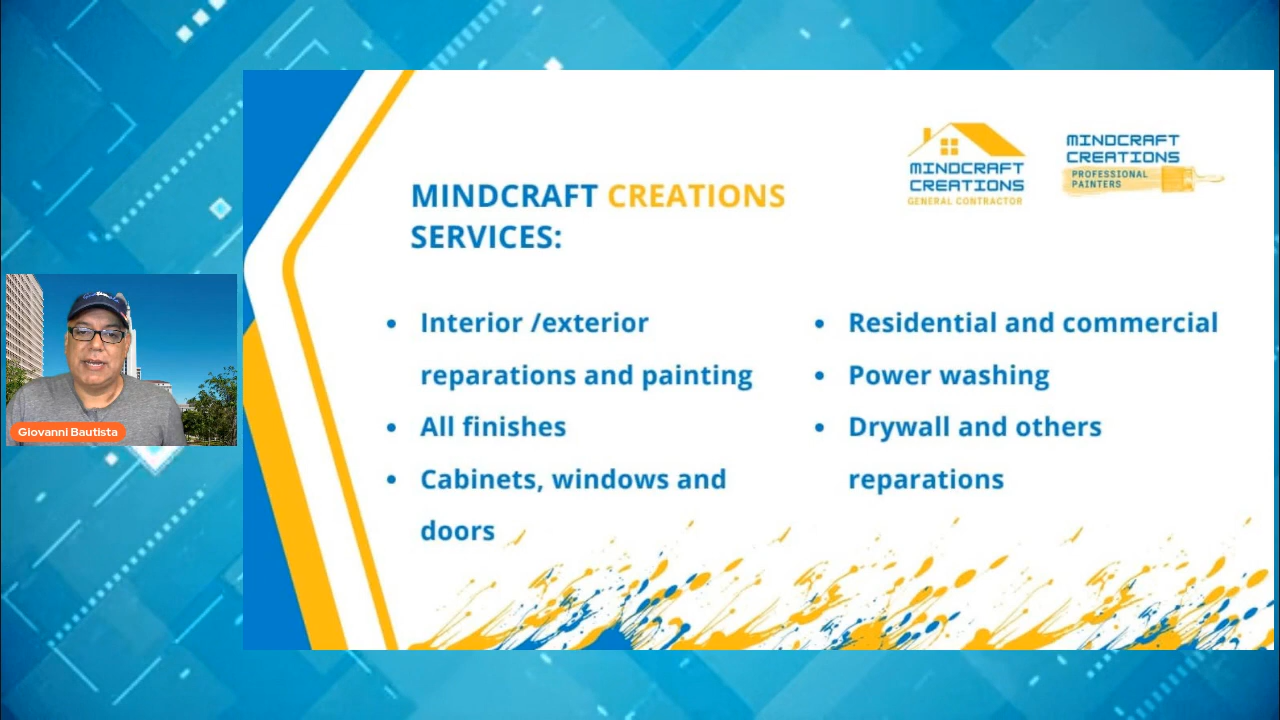 MINDCRAFT
CREATIONS
GENERAL CONTRACTOR
MINDCRAFT
CREATIONS
PROFESSIONAL
PAINTERS
MINDCRAFT CREATIONS
SERVICES:
• Interior /exterior
reparations and painting
• All finishes
• Cabinets, windows and
doors
• Residential and commercial
• Power washing
• Drywall and others
reparations
Giovanni Bautista